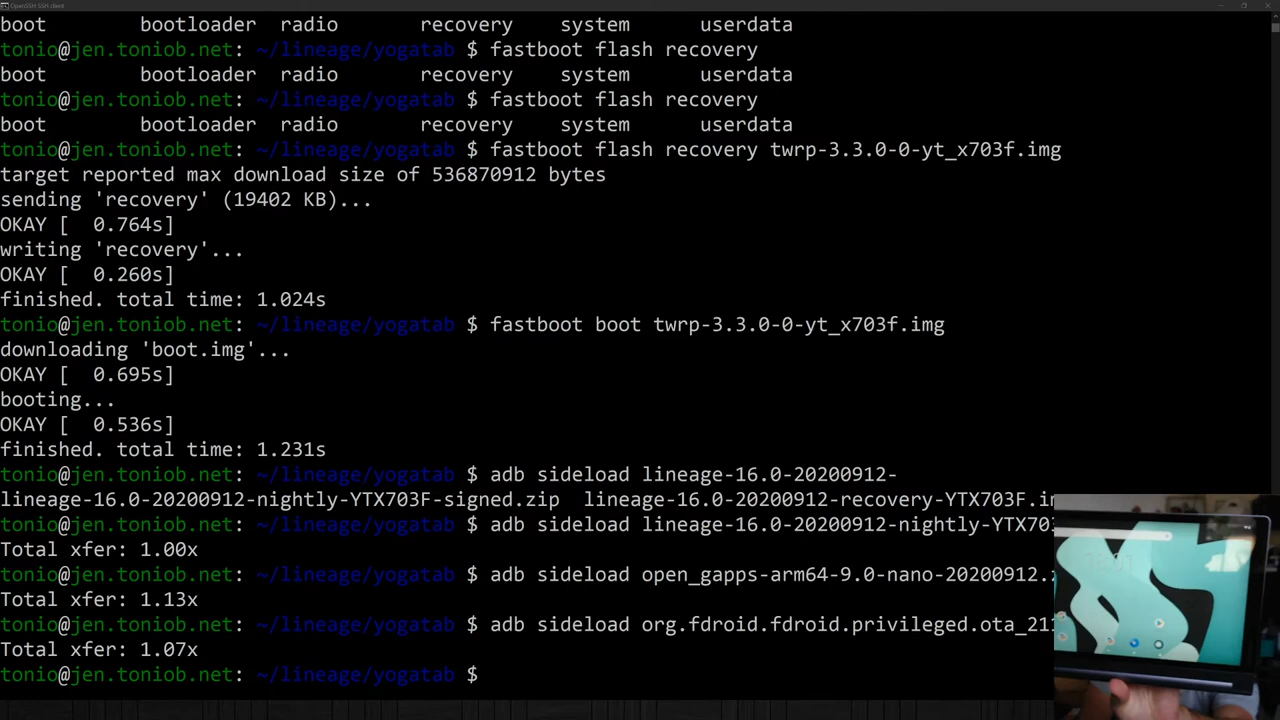 OpenSSH SSH client
boot bootloader radio recovery system userdata
tonio@jen.toniob.net: ~/lineage/yogatab $ fastboot flash recovery
boot bootloader radio recovery system userdata
tonio@jen.toniob.net: ~/lineage/yogatab $ fastboot flash recovery
boot bootloader radio recovery system userdata
tonio@jen.toniob.net: ~/lineage/yogatab $ fastboot flash recovery twrp-3.3.0-0-yt_x703f.img
target reported max download size of 536870912 bytes
sending 'recovery' (19402 KB)...
OKAY [ 0.764s]
writing 'recovery'...
OKAY [ 0.260s]
finished. total time: 1.024s
tonio@jen.toniob.net: ~/lineage/yogatab $ fastboot boot twrp-3.3.0-0-yt_x703f.img
downloading 'boot.img'...
OKAY [ 0.695s]
booting...
OKAY [ 0.536s]
finished. total time: 1.231s
tonio@jen.toniob.net: ~/lineage/yogatab $ adb sideload lineage-16.0-20200912-
lineage-16.0-20200912-nightly-YTX703F-signed.zip lineage-16.0-20200912-recovery-YTX703F.i
tonio@jen.toniob.net: ~/lineage/yogatab $ adb sideload lineage-16.0-20200912-nightly-YTX703
Total xfer: 1.00x
tonio@jen.toniob.net: ~/lineage/yogatab $ adb sideload open_gapps-arm64-9.0-nano-20200912.
Total xfer: 1.13x
tonio@jen.toniob.net: ~/lineage/yogatab $ adb sideload org.fdroid.fdroid.privileged.ota_21
Total xfer: 1.07x
tonio@jen.toniob.net: ~/lineage/yogatab $